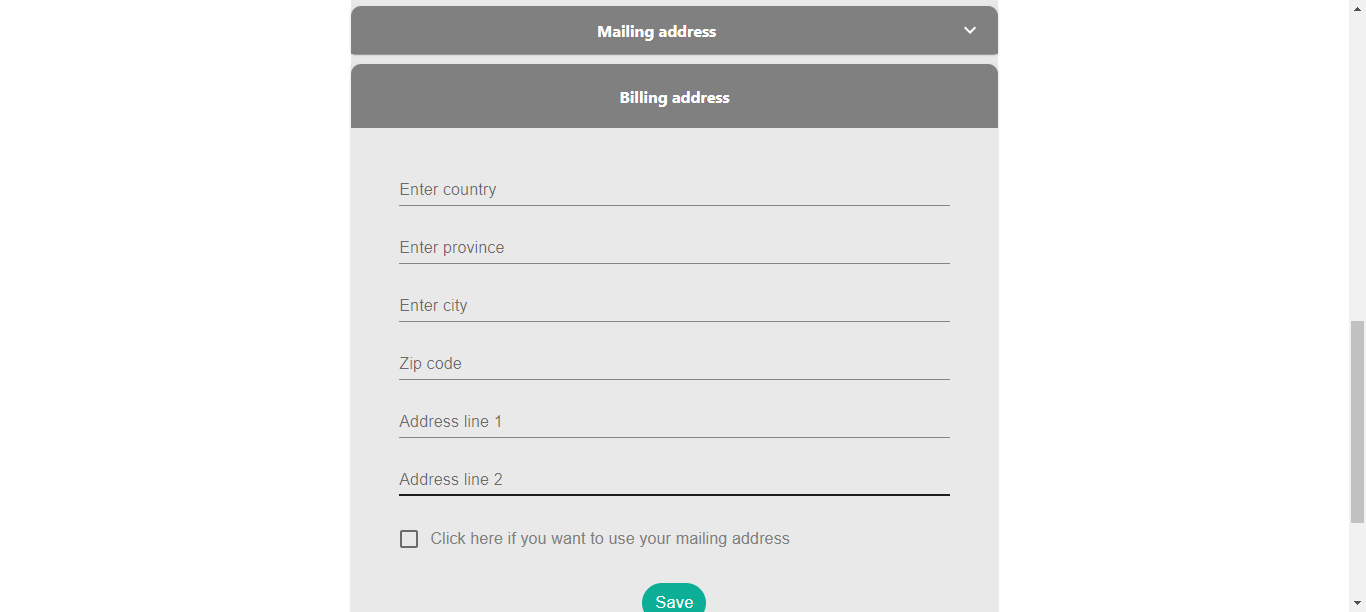 Mailing address
Billing address
Enter country
Enter province
Enter city
Zip code
Address line 1
Address line 2
Click here if you want to use your mailing address
Save